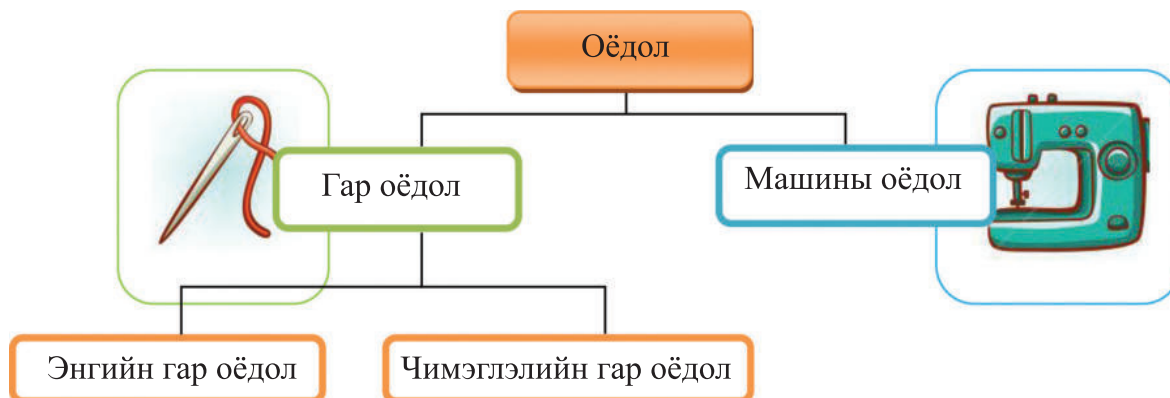 Оёдол
Гар оёдол
Машины оёдол
Энгийн гар оёдол
Чимэглэлийн гар оёдол